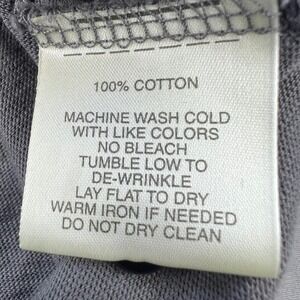 100% COTTON
MACHINE WASH COLD
WITH LIKE COLORS
NO BLEACH
TUMBLE LOW TO
DE-WRINKLE
LAY FLAT TO DRY
WARM IRON IF NEEDED
DO NOT DRY CLEAN